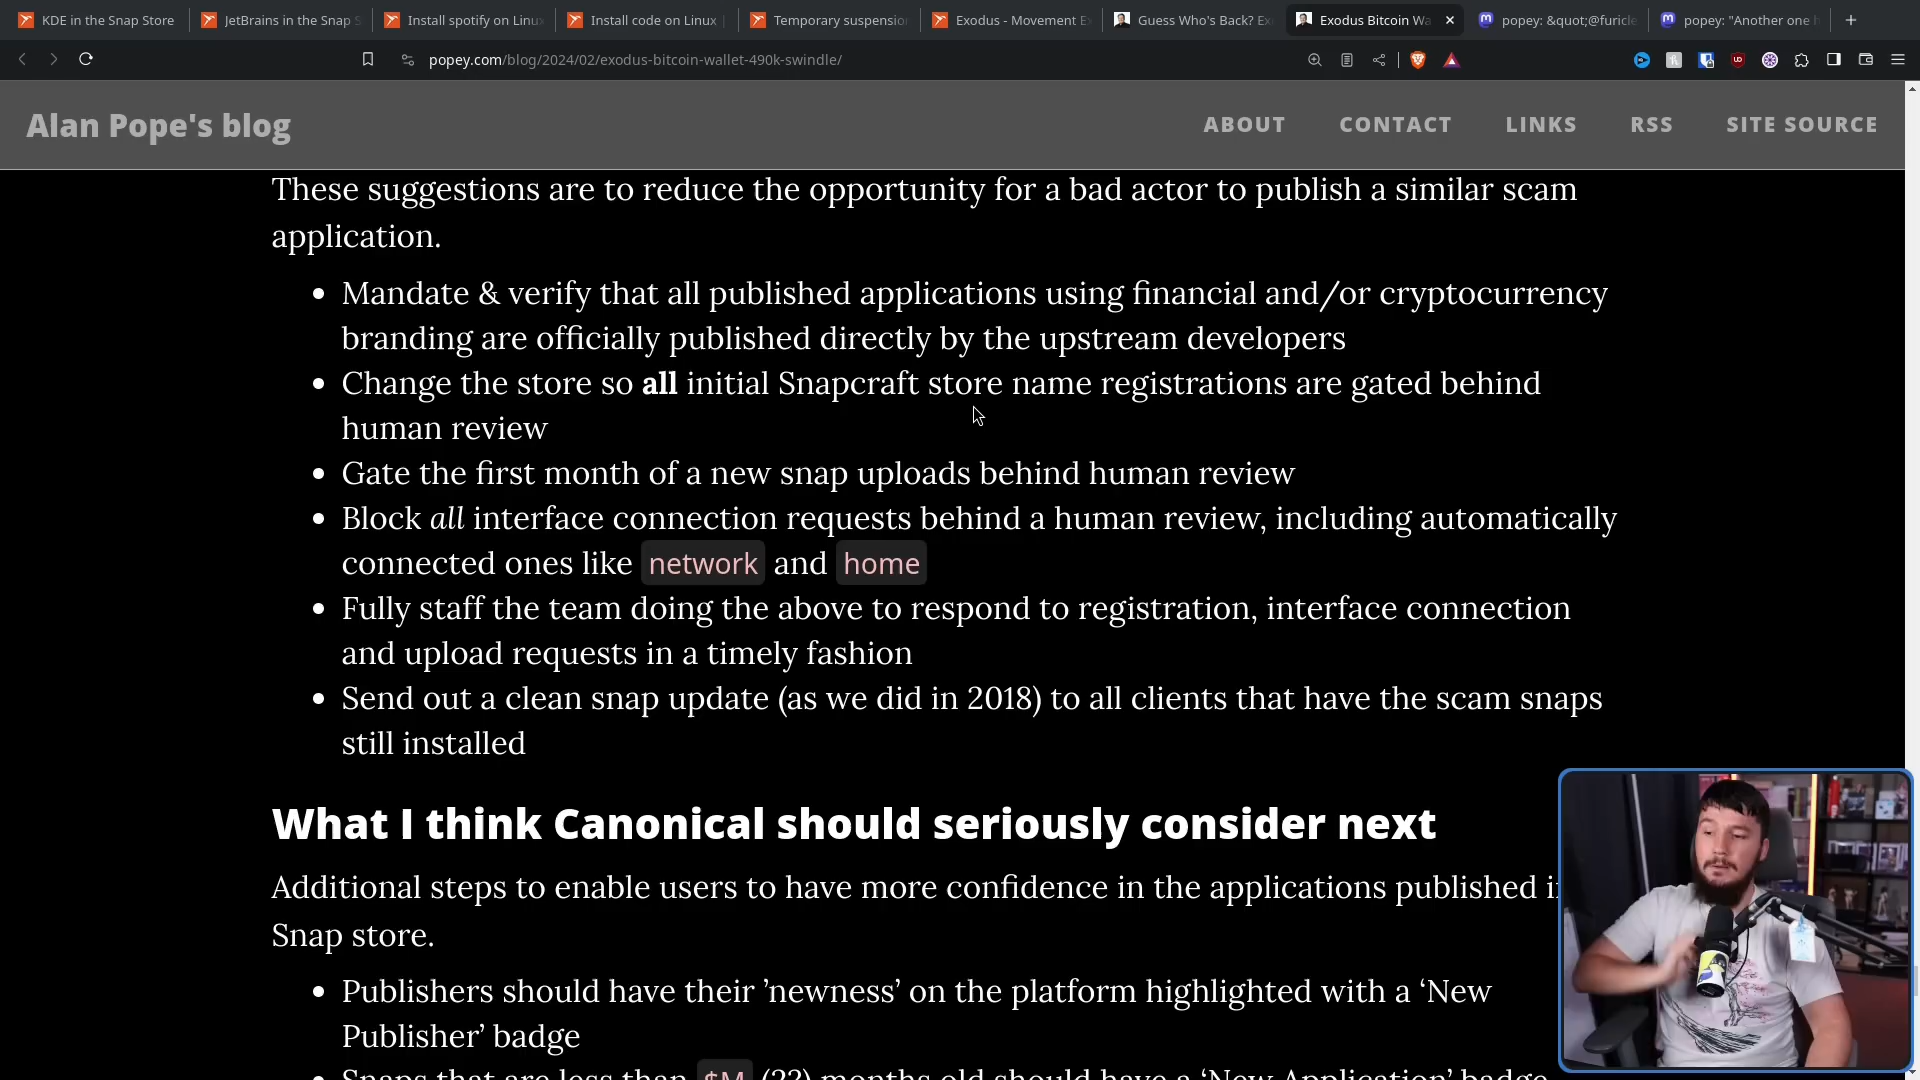 KDE in the Snap Store
JetBrains in the Snap S
Install spotify on Linu
Install code on Linux |
Temporary suspension
Exodus - Movement E
Guess Who's Back? Ex
Exodus Bitcoin Wa
popey: &quot;@furicle
popey: "Another one h
popey.com/blog/2024/02/exodus-bitcoin-wallet-490k-swindle/
Alan Pope's blog
ABOUT CONTACT LINKS RSS SITE SOURCE
These suggestions are to reduce the opportunity for a bad actor to publish a similar scam
application.
• Mandate & verify that all published applications using financial and/or cryptocurrency
branding are officially published directly by the upstream developers
• Change the store so all initial Snapcraft store name registrations are gated behind
human review
• Gate the first month of a new snap uploads behind human review
• Block all interface connection requests behind a human review, including automatically
connected ones like network and home
• Fully staff the team doing the above to respond to registration, interface connection
and upload requests in a timely fashion
• Send out a clean snap update (as we did in 2018) to all clients that have the scam snaps
still installed
What I think Canonical should seriously consider next
Additional steps to enable users to have more confidence in the applications published i
Snap store.
• Publishers should have their ’newness’ on the platform highlighted with a ‘New
Publisher’ badge
• Snaps that are less than $M (2?) months old should have a ‘New Application’ badge